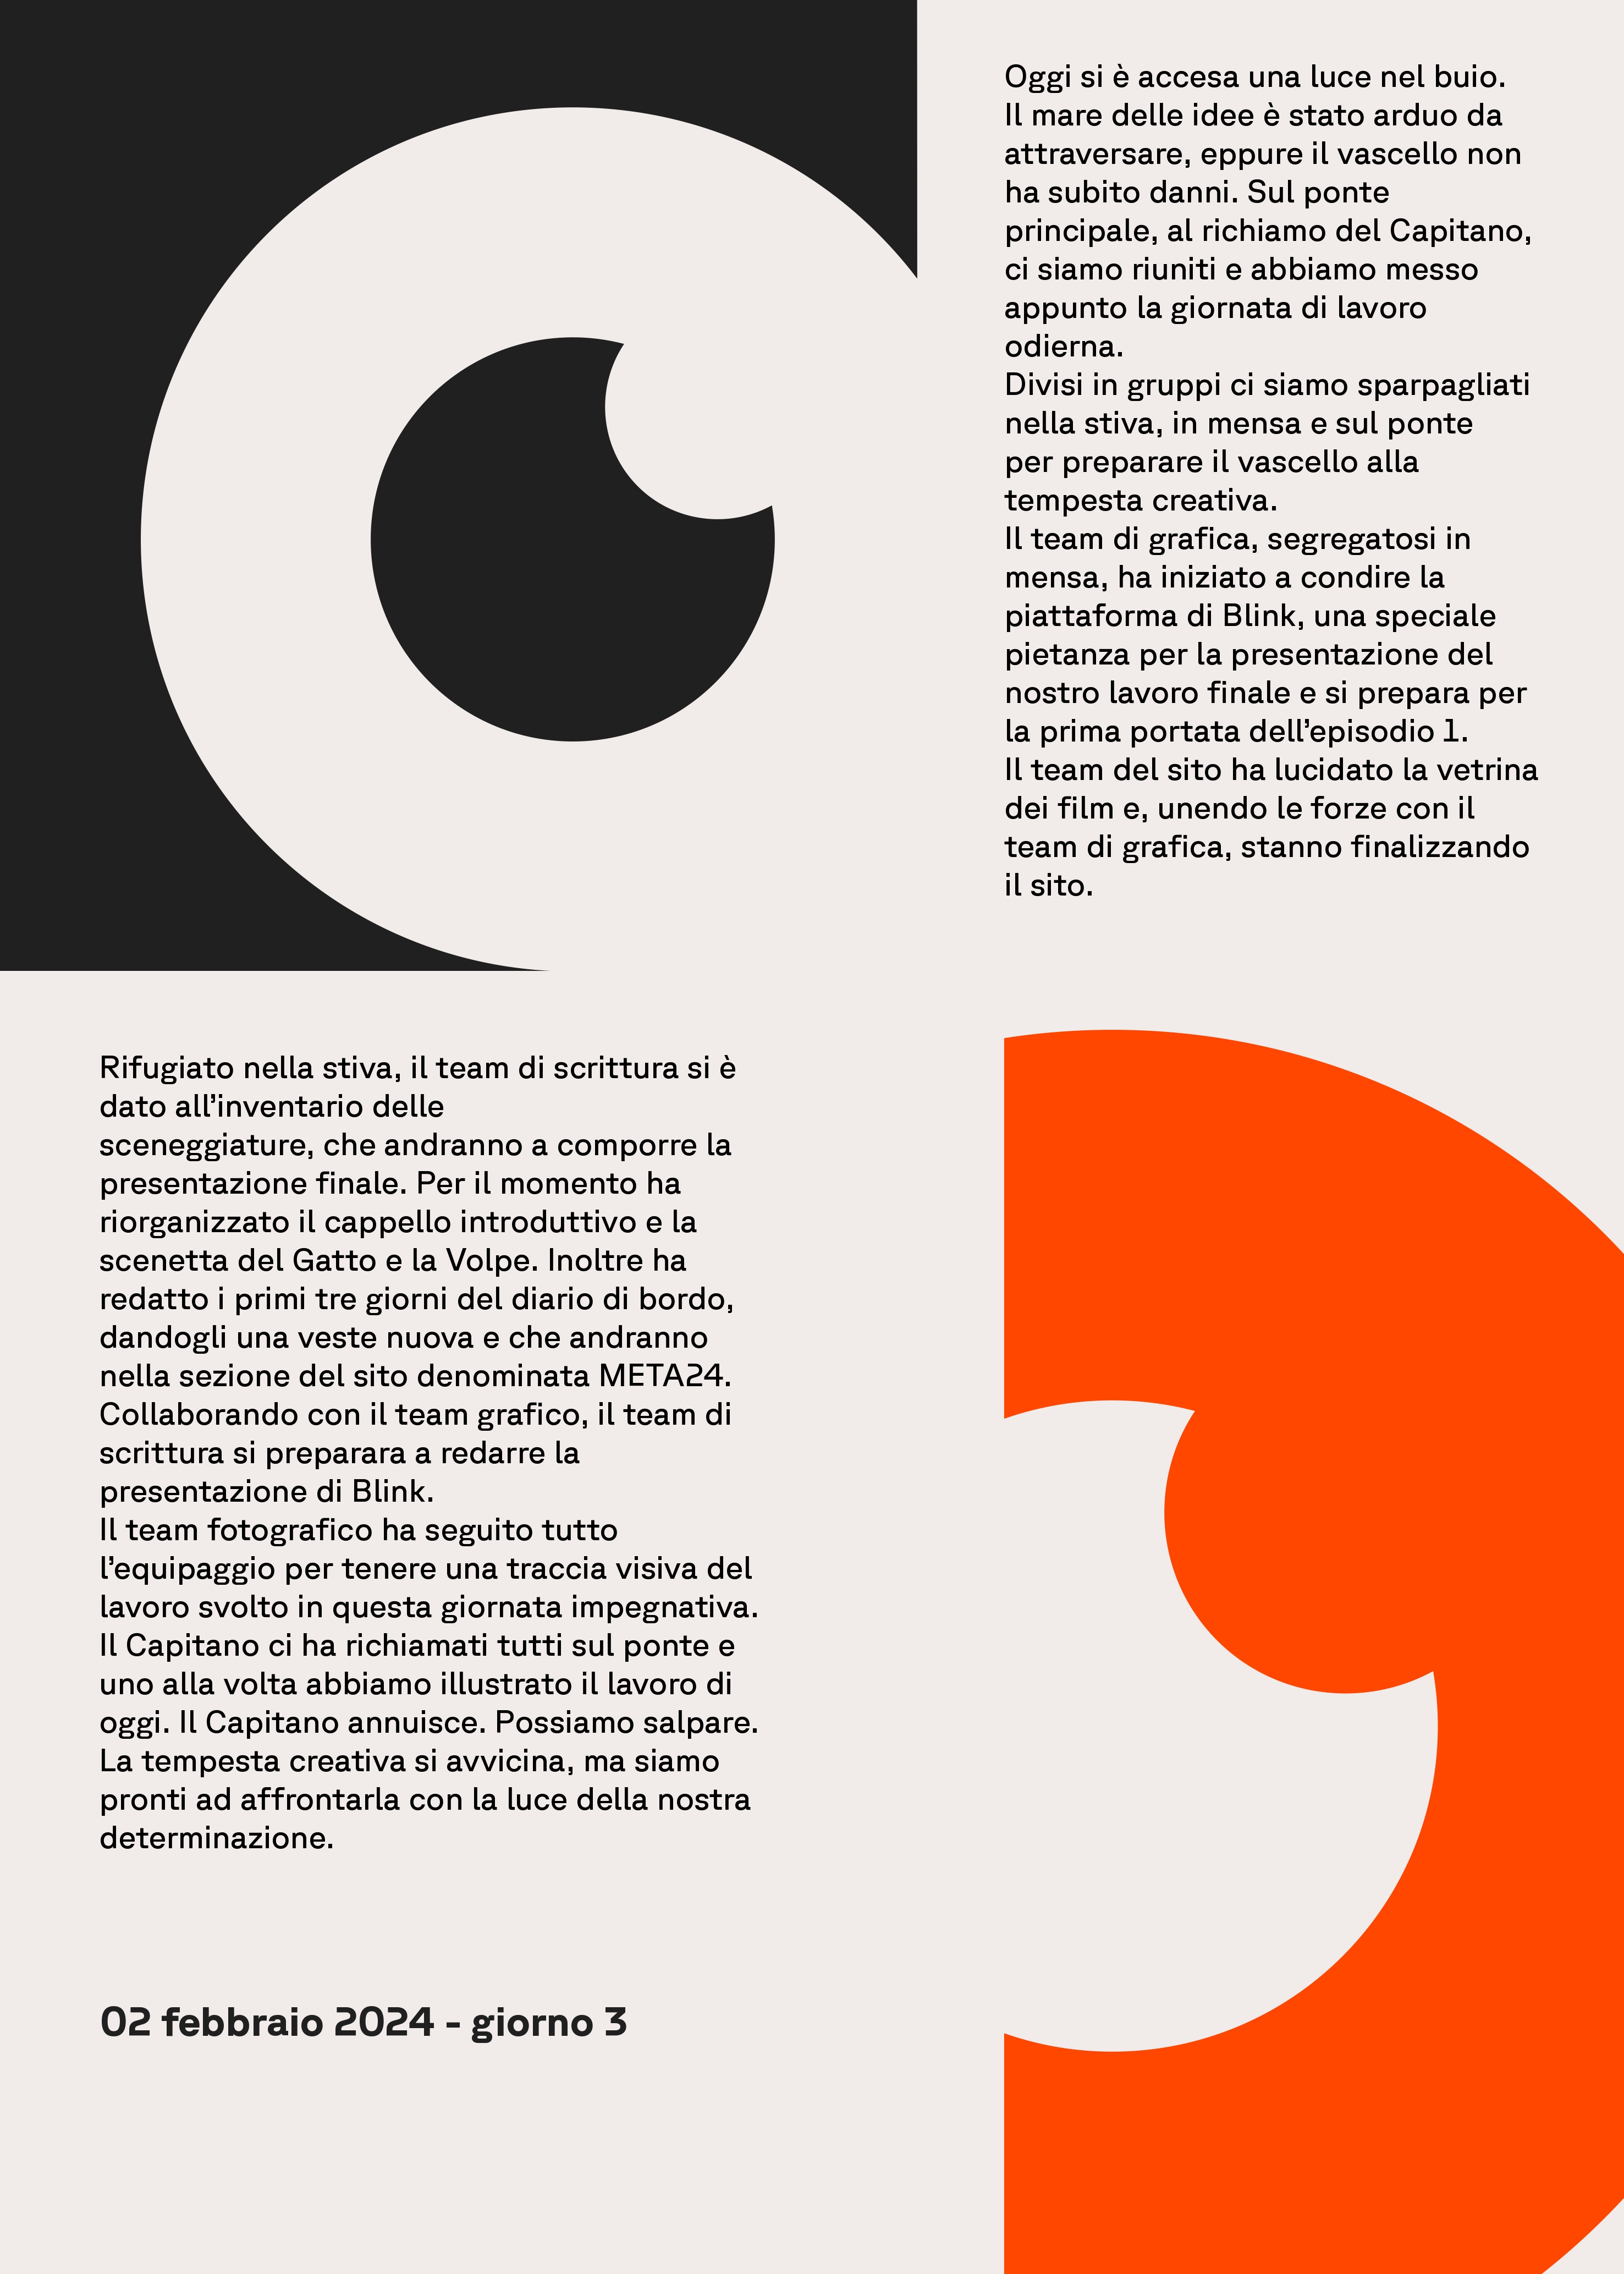 Oggi si è accesa una luce nel buio.
Il mare delle idee è stato arduo da
attraversare, eppure il vascello non
ha subito danni. Sul ponte
principale, al richiamo del Capitano,
ci siamo riuniti e abbiamo messo
appunto la giornata di lavoro
odierna.
Divisi in gruppi ci siamo sparpagliati
nella stiva, in mensa e sul ponte
per preparare il vascello alla
tempesta creativa.
Il team di grafica, segregatosi in
mensa, ha iniziato a condire la
piattaforma di Blink, una speciale
pietanza per la presentazione del
nostro lavoro finale e si prepara per
la prima portata dell’episodio 1.
Il team del sito ha lucidato la vetrina
dei film e, unendo le forze con il
team di grafica, stanno finalizzando
il sito.
Rifugiato nella stiva, il team di scrittura si è
dato all’inventario delle
sceneggiature, che andranno a comporre la
presentazione finale. Per il momento ha
riorganizzato il cappello introduttivo e la
scenetta del Gatto e la Volpe. Inoltre ha
redatto i primi tre giorni del diario di bordo,
dandogli una veste nuova e che andranno
nella sezione del sito denominata META24.
Collaborando con il team grafico, il team di
scrittura si preparara a redarre la
presentazione di Blink.
Il team fotografico ha seguito tutto
l’equipaggio per tenere una traccia visiva del
lavoro svolto in questa giornata impegnativa.
Il Capitano ci ha richiamati tutti sul ponte e
uno alla volta abbiamo illustrato il lavoro di
oggi. Il Capitano annuisce. Possiamo salpare.
La tempesta creativa si avvicina, ma siamo
pronti ad affrontarla con la luce della nostra
determinazione.
02 febbraio 2024 - giorno 3